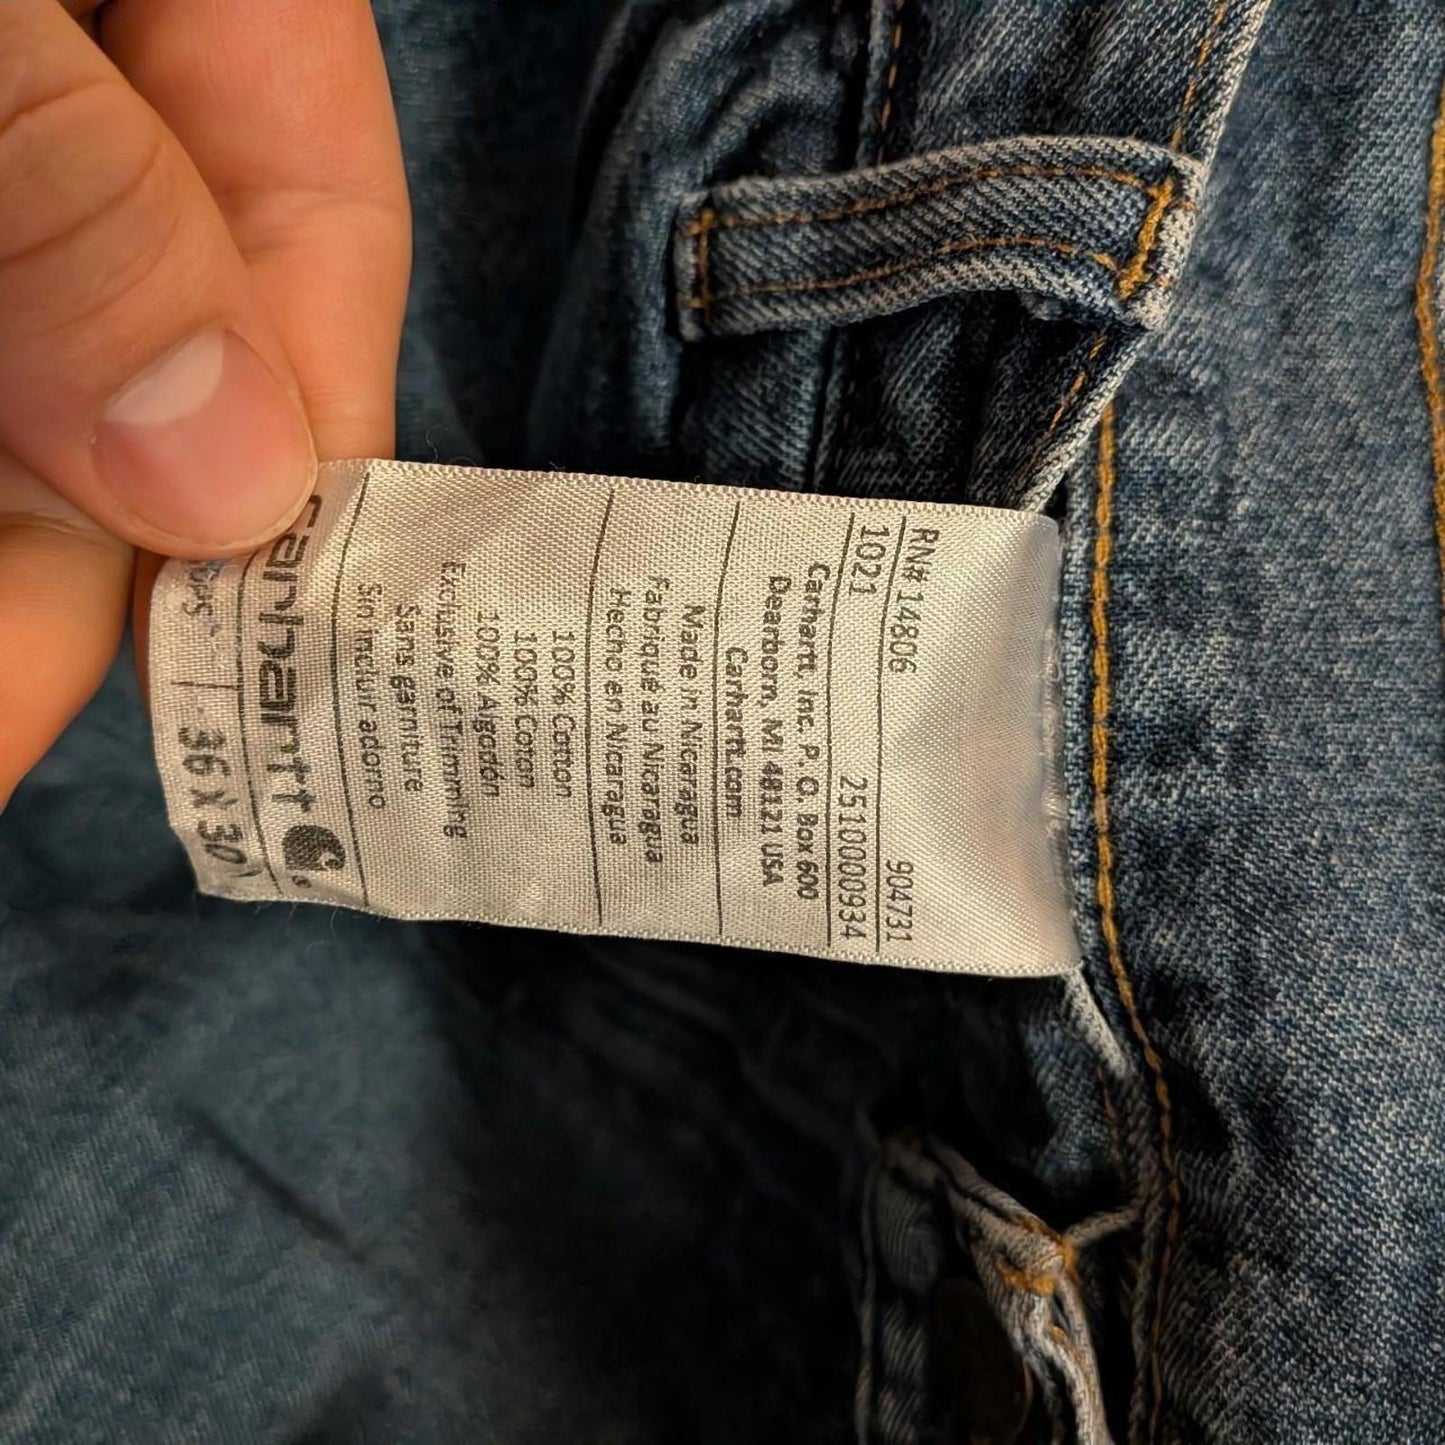 36 X 30
carhartt
Exclusive of Trimming
Sans garniture
Sin incluir adorno
100% Cotton
100% Coton
100% Algodón
Made in Nicaragua
Fabriqué au Nicaragua
Hecho en Nicaragua
Carhartt.com
Carhartt, Inc. P. O. Box 600
Dearborn, MI 48121 USA
1021 25100000934
RN# 14806 904731